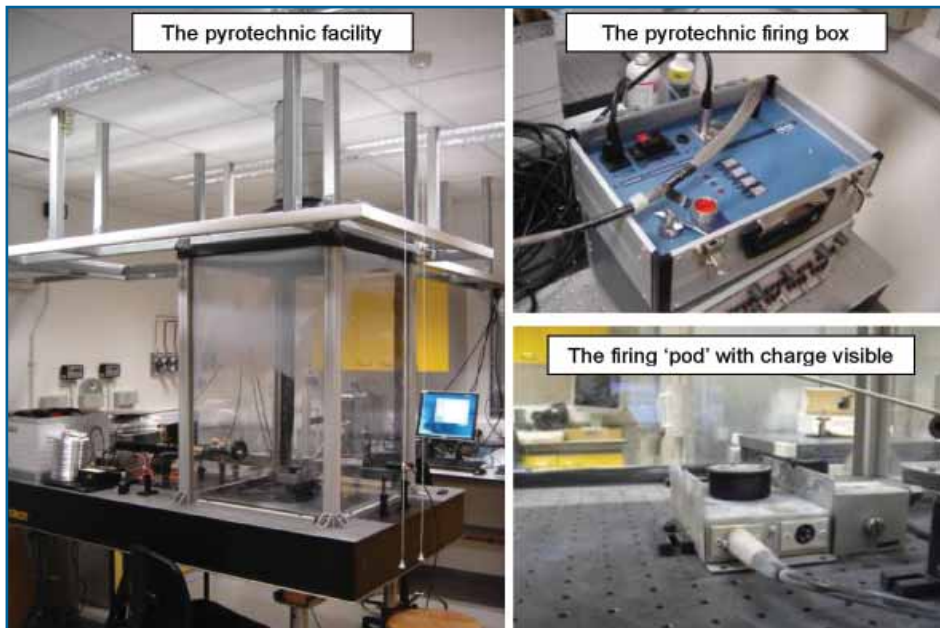 The pyrotechnic facility
The pyrotechnic firing box
The firing 'pod' with charge visible